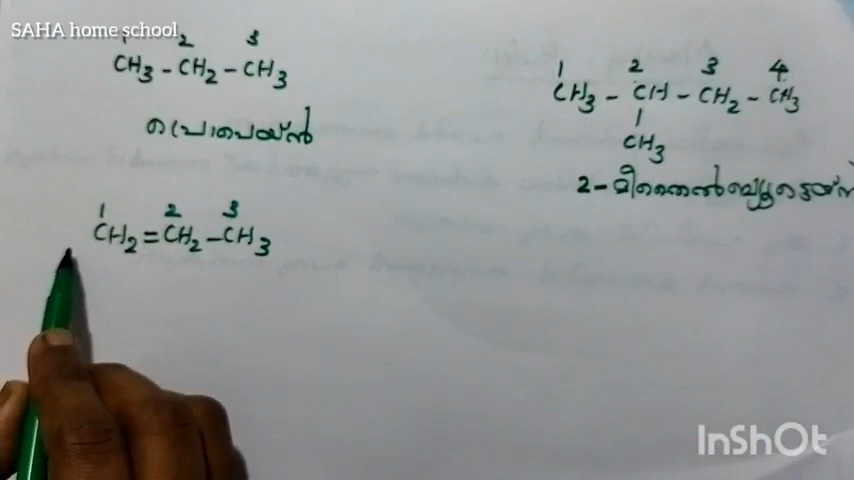 SAHA home school
1 2 3
CH3 - CH2 - CH3
പ്രൊപെയ്ൻ
1 2 3 4
CH3 - CH - CH2 - CH3
|
CH3
2-മീതൈൽബ്യൂട്ടെയ്ൻ
1 2 3
CH2=CH2-CH3
InShOt